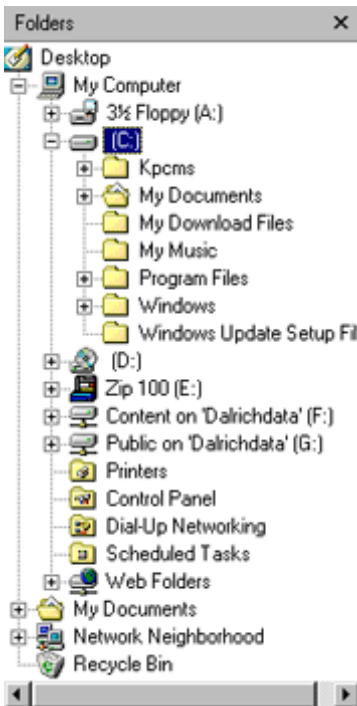 Folders
Desktop
My Computer
3½ Floppy (A:)
(C:)
Kpcms
My Documents
My Download Files
My Music
Program Files
Windows
Windows Update Setup Fil
(D:)
Zip 100 (E:)
Content on 'Dalrichdata' (F:)
Public on 'Dalrichdata' (G:)
Printers
Control Panel
Dial-Up Networking
Scheduled Tasks
Web Folders
My Documents
Network Neighborhood
Recycle Bin